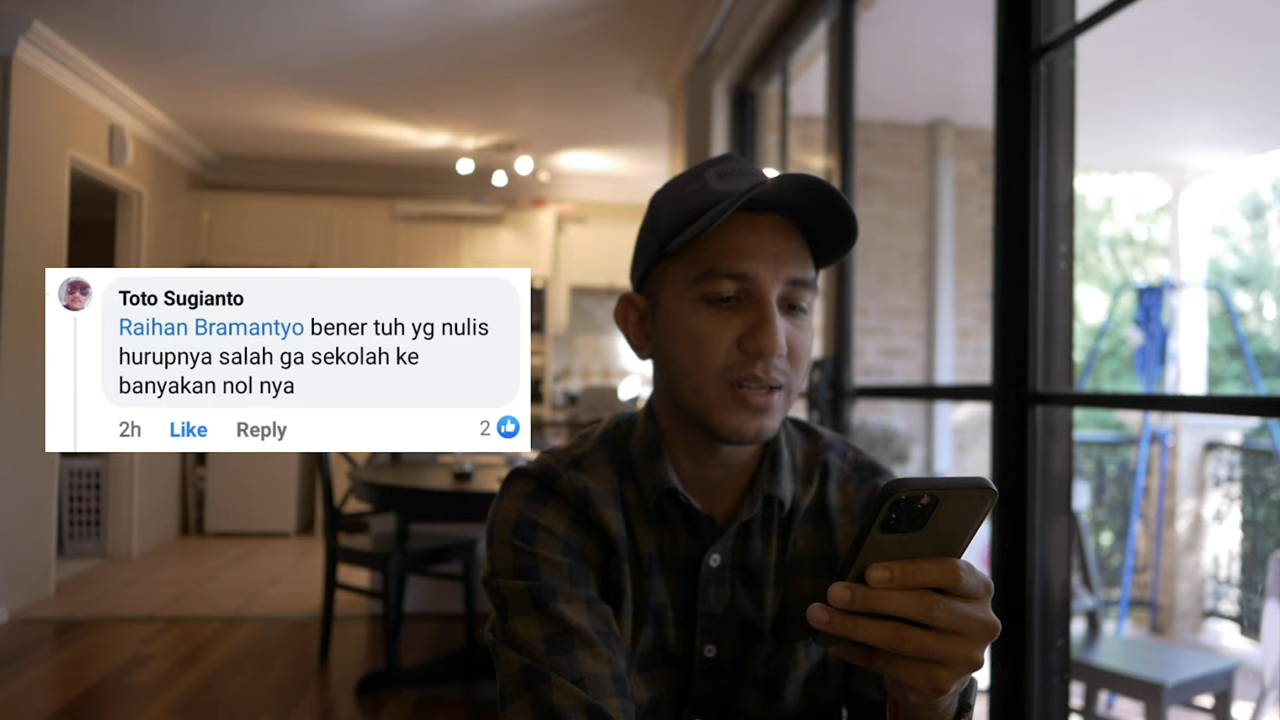 Toto Sugianto
Raihan Bramantyo bener tuh yg nulis
hurupnya salah ga sekolah ke
banyakan nol nya
2h Like Reply 2